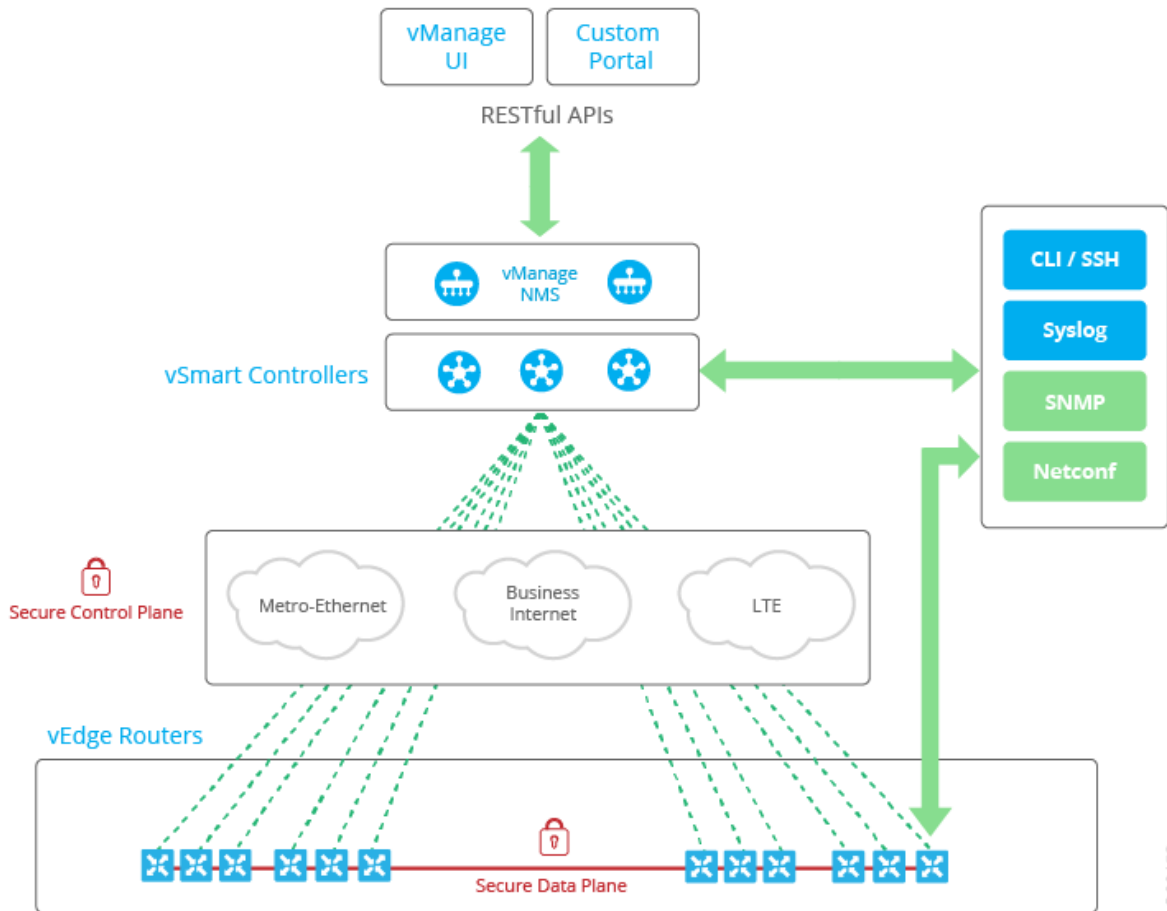 vManage
UI
Custom
Portal
RESTful APIs
vManage
NMS
vSmart Controllers
CLI / SSH
Syslog
SNMP
Netconf
Secure Control Plane
Metro-Ethernet
Business
Internet
LTE
vEdge Routers
Secure Data Plane